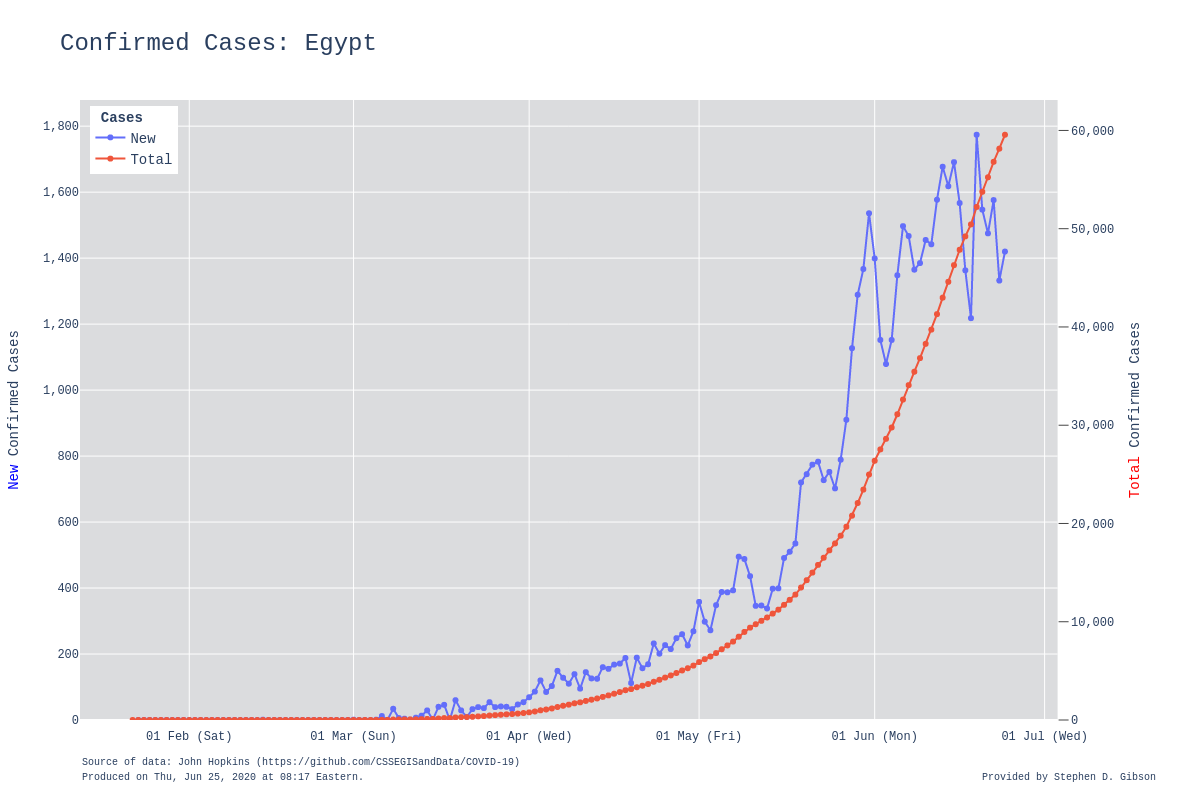 Confirmed Cases: Egypt
Cases
New
Total
1,800
1,600
1,400
1,200
1,000
800
600
400
200
0
New Confirmed Cases
60,000
50,000
40,000
30,000
20,000
10,000
0
Total Confirmed Cases
01 Feb (Sat) 01 Mar (Sun) 01 Apr (Wed) 01 May (Fri) 01 Jun (Mon) 01 Jul (Wed)
Source of data: John Hopkins (https://github.com/CSSEGISandData/COVID-19)
Produced on Thu, Jun 25, 2020 at 08:17 Eastern.
Provided by Stephen D. Gibson